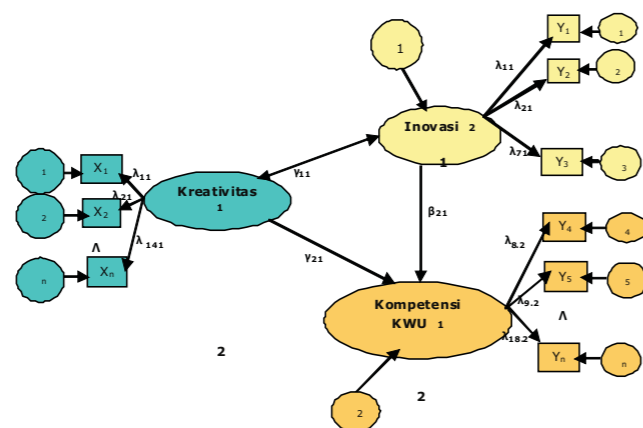 1
Y1
1
λ11
Y2
2
λ21
Inovasi 2
1
λ71
Y3
3
γ11
1
X1
λ11
Kreativitas
1
2
X2
λ21
Λ
λ 141
n
Xn
β21
γ21
Y4
4
λ8.2
Y5
5
λ9.2
Kompetensi
KWU 1
Λ
λ18.2
Yn
n
2
2
2